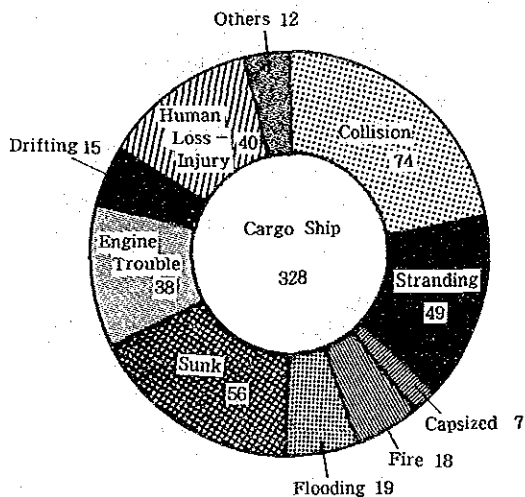 Others 12
Human
Loss—
Injury 40
Collision
74
Drifting 15
Cargo Ship
328
Engine
Trouble
38
Stranding
49
Sunk
56
Capsized 7
Fire 18
Flooding 19